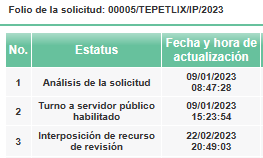 Folio de la solicitud: 00005/TEPETLIX/IP/2023
No. Estatus Fecha y hora de
actualización
1 Análisis de la solicitud 09/01/2023
08:47:28
2 Turno a servidor público
habilitado 09/01/2023
15:23:54
3 Interposición de recurso
de revisión 22/02/2023
20:49:03